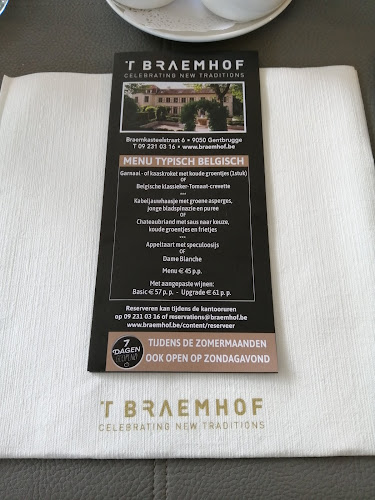 'T BRAEMHOF
CELEBRATING NEW TRADITIONS
Braemkasteelstraat 6 • 9050 Gentbrugge
T 09 231 03 16 • www.braemhof.be
MENU TYPISCH BELGISCH
Garnaal - of kaaskroket met koude groentjes (1stuk)
OF
Belgische klassieker-Tomaat-crevette
***
Kabeljauwhaasje met groene asperges,
jonge bladspinazie en puree
OF
Chateaubriand met saus naar keuze,
koude groentjes en frietjes
***
Appeltaart met speculoosijs
OF
Dame Blanche
Menu € 45 p.p.
Met aangepaste wijnen:
Basic € 57 p.p. - Upgrade € 61 p.p.
Reserveren kan tijdens de kantooruren
op 09 231 03 16 of reservations@braemhof.be
www.braemhof.be/content/reserveer
7
DAGEN
GEOPEND
TIJDENS DE ZOMERMAANDEN
OOK OPEN OP ZONDAGAVOND
'T BRAEMHOF
CELEBRATING NEW TRADITIONS